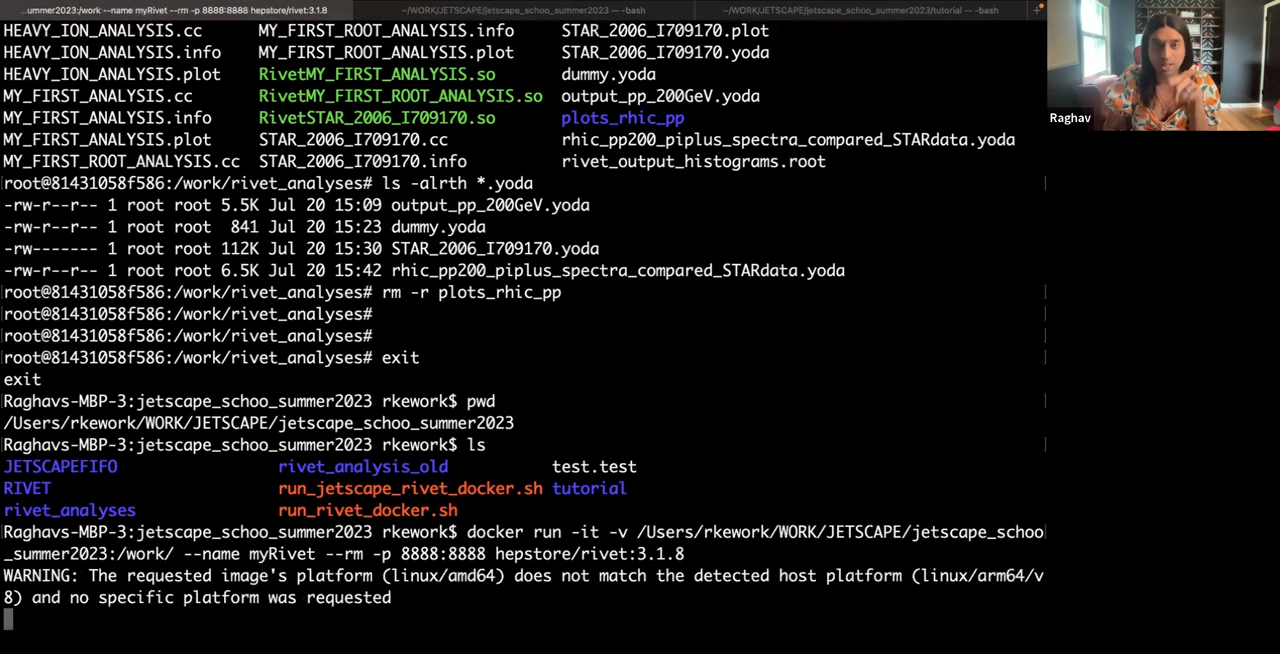 ...ummer2023:/work --name myRivet --rm -p 8888:8888 hepstore/rivet:3.1.8 ~/WORK/JETSCAPE/jetscape_schoo_summer2023 — -bash ~/WORK/JETSCAPE/jetscape_schoo_summer2023/tutorial — -bash +
HEAVY_ION_ANALYSIS.cc MY_FIRST_ROOT_ANALYSIS.info STAR_2006_I709170.plot
HEAVY_ION_ANALYSIS.info MY_FIRST_ROOT_ANALYSIS.plot STAR_2006_I709170.yoda
HEAVY_ION_ANALYSIS.plot RivetMY_FIRST_ANALYSIS.so dummy.yoda
MY_FIRST_ANALYSIS.cc RivetMY_FIRST_ROOT_ANALYSIS.so output_pp_200GeV.yoda
MY_FIRST_ANALYSIS.info RivetSTAR_2006_I709170.so plots_rhic_pp
MY_FIRST_ANALYSIS.plot STAR_2006_I709170.cc rhic_pp200_piplus_spectra_compared_STARdata.yoda
MY_FIRST_ROOT_ANALYSIS.cc STAR_2006_I709170.info rivet_output_histograms.root
root@81431058f586:/work/rivet_analyses# ls -alrth *.yoda
-rw-r--r-- 1 root root 5.5K Jul 20 15:09 output_pp_200GeV.yoda
-rw-r--r-- 1 root root 841 Jul 20 15:23 dummy.yoda
-rw------- 1 root root 112K Jul 20 15:30 STAR_2006_I709170.yoda
-rw-r--r-- 1 root root 6.5K Jul 20 15:42 rhic_pp200_piplus_spectra_compared_STARdata.yoda
root@81431058f586:/work/rivet_analyses# rm -r plots_rhic_pp
root@81431058f586:/work/rivet_analyses#
root@81431058f586:/work/rivet_analyses#
root@81431058f586:/work/rivet_analyses# exit
exit
Raghavs-MBP-3:jetscape_schoo_summer2023 rkework$ pwd
/Users/rkework/WORK/JETSCAPE/jetscape_schoo_summer2023
Raghavs-MBP-3:jetscape_schoo_summer2023 rkework$ ls
JETSCAPEFIFO rivet_analysis_old test.test
RIVET run_jetscape_rivet_docker.sh tutorial
rivet_analyses run_rivet_docker.sh
Raghavs-MBP-3:jetscape_schoo_summer2023 rkework$ docker run -it -v /Users/rkework/WORK/JETSCAPE/jetscape_schoo
_summer2023:/work/ --name myRivet --rm -p 8888:8888 hepstore/rivet:3.1.8
WARNING: The requested image's platform (linux/amd64) does not match the detected host platform (linux/arm64/v
8) and no specific platform was requested
Raghav